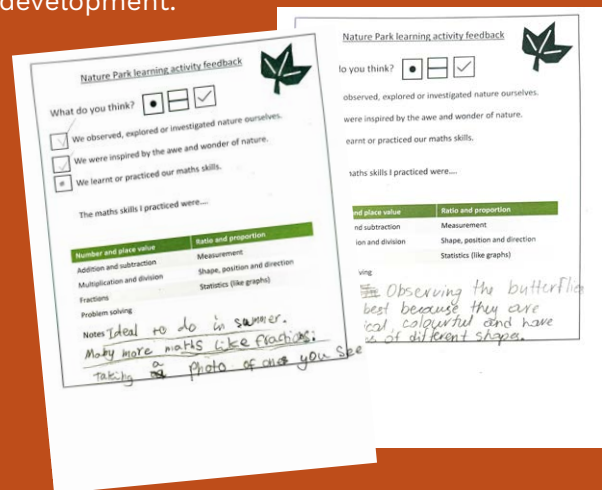 development.
Nature Park learning activity feedback
What do you think?
We observed, explored or investigated nature ourselves.
We were inspired by the awe and wonder of nature.
We learnt or practiced our maths skills.
The maths skills I practiced were....
Number and place value Ratio and proportion
Addition and subtraction Measurement
Multiplication and division Shape, position and direction
Fractions Statistics (like graphs)
Problem solving
Notes Ideal to do in summer.
Many more maths like fractions.
Taking a photo of you see
Nature Park learning activity feedback
lo you think?
observed, explored or investigated nature ourselves.
were inspired by the awe and wonder of nature.
earnt or practiced our maths skills.
naths skills I practiced were....
nd place value Ratio and proportion
nd subtraction Measurement
ion and division Shape, position and direction
Statistics (like graphs)
ving
Observing the butterflie
best because they are
ical, colourful and have
of different shapes.